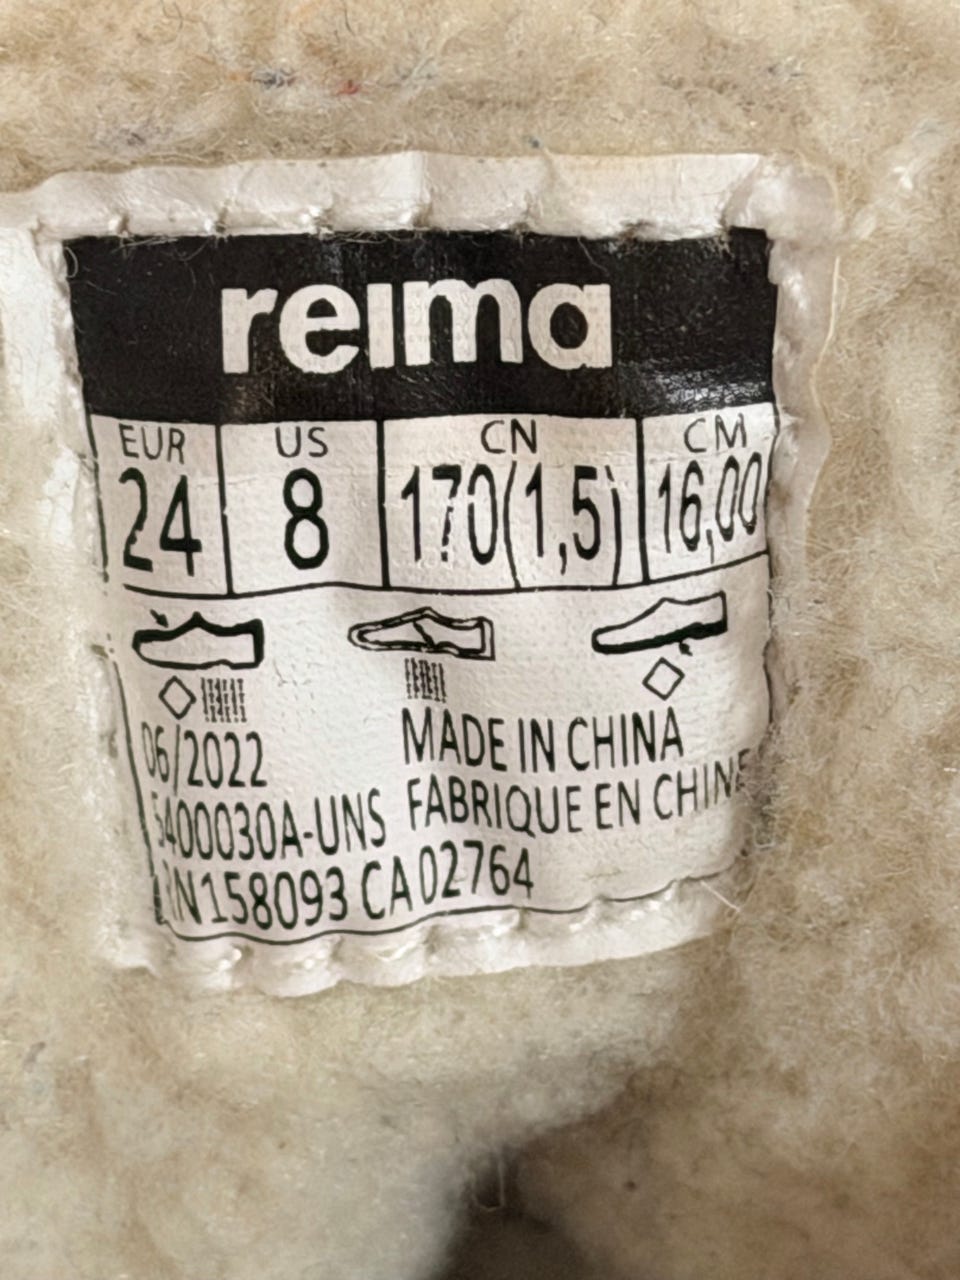 reima
EUR US CN CM
24 8 170(1,5) 16,00
06/2022 MADE IN CHINA
5400030A-UNS FABRIQUE EN CHINE
RN158093 CA02764